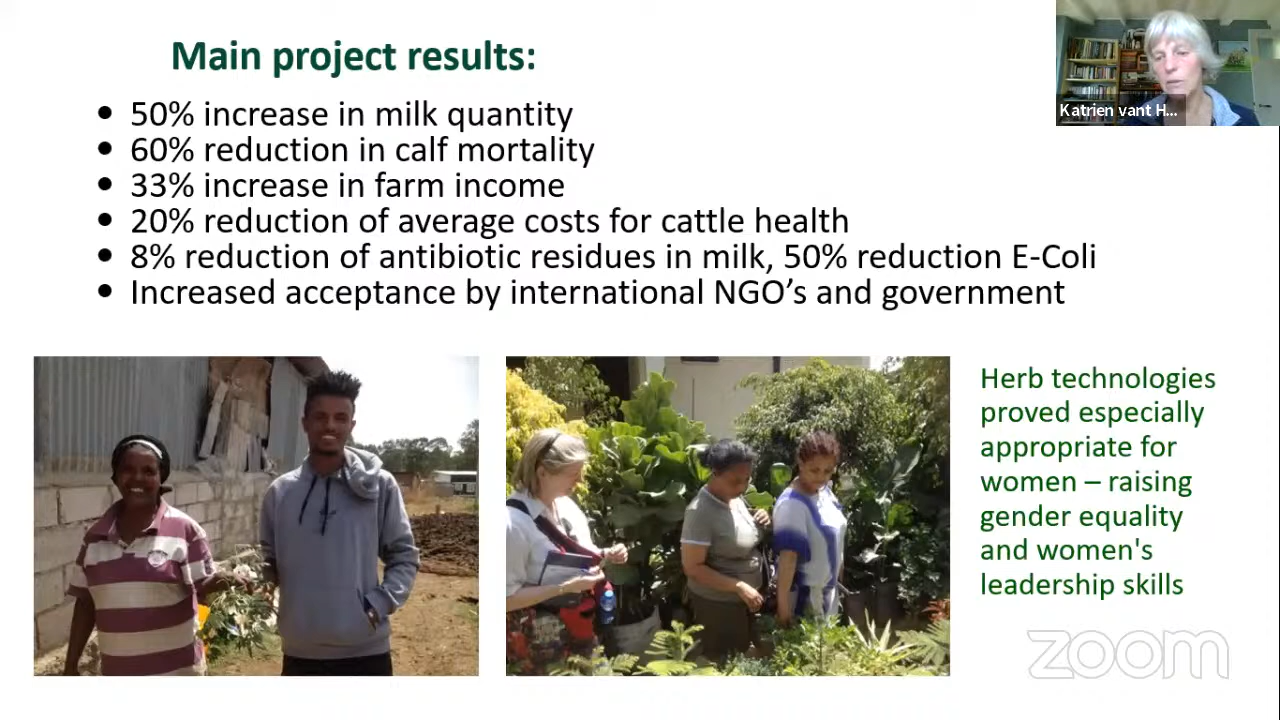 Main project results:
• 50% increase in milk quantity
• 60% reduction in calf mortality
• 33% increase in farm income
• 20% reduction of average costs for cattle health
• 8% reduction of antibiotic residues in milk, 50% reduction E-Coli
• Increased acceptance by international NGO’s and government
Katrien vant H...
Herb technologies
proved especially
appropriate for
women – raising
gender equality
and women's
leadership skills
zoom